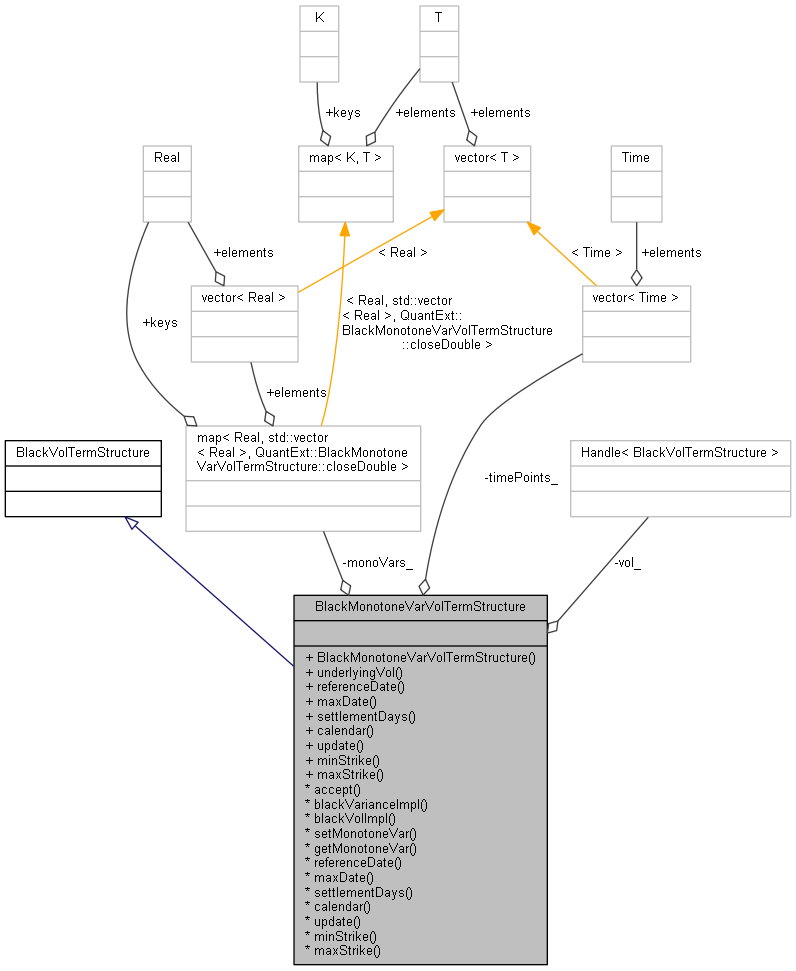 K
T
+keys
+elements
+elements
Real
map< K, T >
vector< T >
Time
+elements
< Real >
< Time >
+elements
vector< Real >
vector< Time >
+keys
< Real, std::vector
< Real >, QuantExt::
BlackMonotoneVarVolTermStructure
::closeDouble >
+elements
map< Real, std::vector
< Real >, QuantExt::BlackMonotone
VarVolTermStructure::closeDouble >
BlackVolTermStructure
Handle< BlackVolTermStructure >
-timePoints_
-monoVars_
-vol_
BlackMonotoneVarVolTermStructure
+ BlackMonotoneVarVolTermStructure()
+ underlyingVol()
+ referenceDate()
+ maxDate()
+ settlementDays()
+ calendar()
+ update()
+ minStrike()
+ maxStrike()
* accept()
* blackVarianceImpl()
* blackVolImpl()
* setMonotoneVar()
* getMonotoneVar()
* referenceDate()
* maxDate()
* settlementDays()
* calendar()
* update()
* minStrike()
* maxStrike()